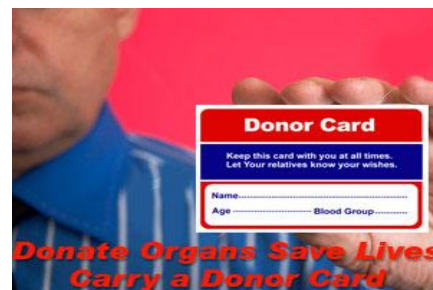 Donor Card
Keep this card with you at all times.
Let Your relatives know your wishes.
Name
Age Blood Group
Donate Organs Save Lives
Carry a Donor Card